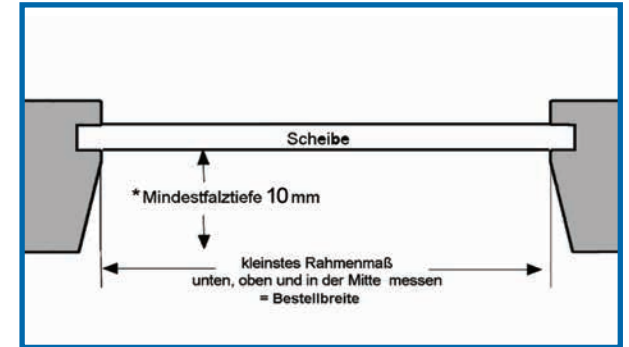 Scheibe
*Mindestfalztiefe 10 mm
kleinstes Rahmenmaß
unten, oben und in der Mitte messen
= Bestellbreite